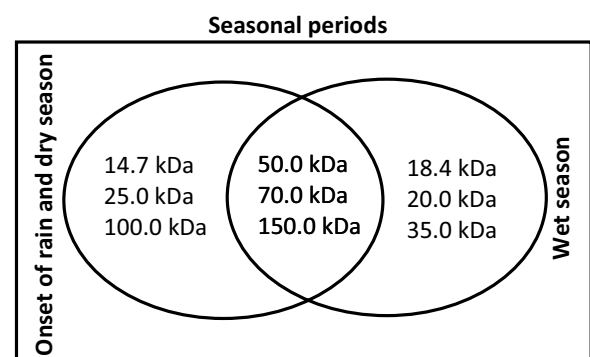 Seasonal periods
Onset of rain and dry season
14.7 kDa
25.0 kDa
100.0 kDa
50.0 kDa
70.0 kDa
150.0 kDa
18.4 kDa
20.0 kDa
35.0 kDa
Wet season